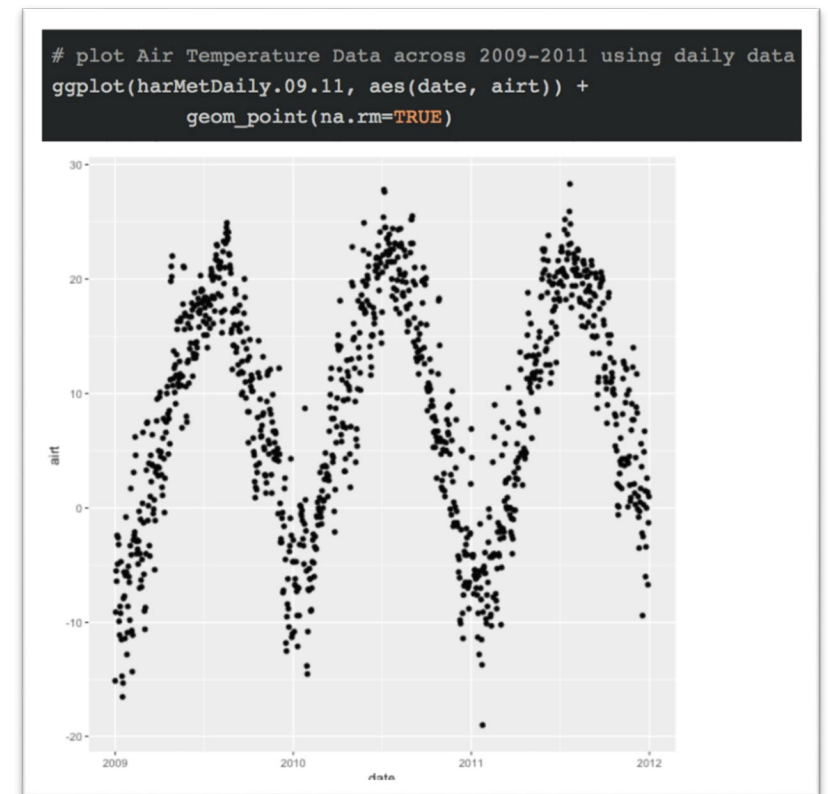 # plot Air Temperature Data across 2009-2011 using daily data
ggplot(harMetDaily.09.11, aes(date, airt)) +
geom_point(na.rm=TRUE)
30
20
10
0
-10
-20
airt
2009 2010 2011 2012
date